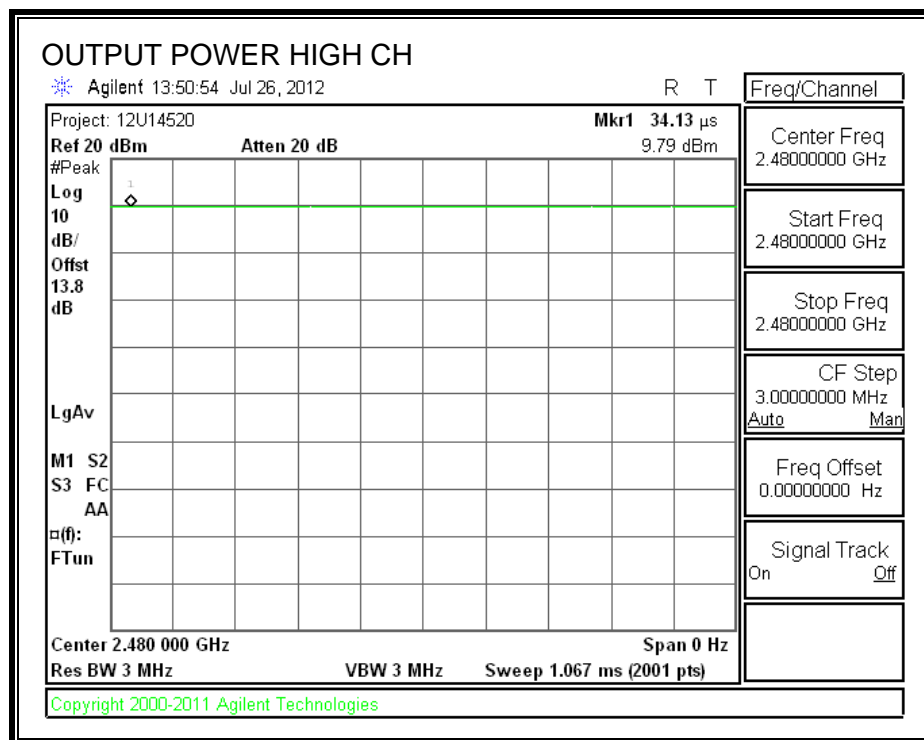 OUTPUT POWER HIGH CH
Agilent 13:50:54 Jul 26, 2012 R T
Project: 12U14520 Mkr1 34.13 µs
Ref 20 dBm Atten 20 dB 9.79 dBm
#Peak
Log
10
dB/
Offst
13.8
dB
1
LgAv
M1 S2
S3 FC
AA
¤(f):
FTun
Center 2.480 000 GHz Span 0 Hz
Res BW 3 MHz VBW 3 MHz Sweep 1.067 ms (2001 pts)
Copyright 2000-2011 Agilent Technologies
Freq/Channel
Center Freq
2.48000000 GHz
Start Freq
2.48000000 GHz
Stop Freq
2.48000000 GHz
CF Step
3.00000000 MHz
Auto Man
Freq Offset
0.00000000 Hz
Signal Track
On Off